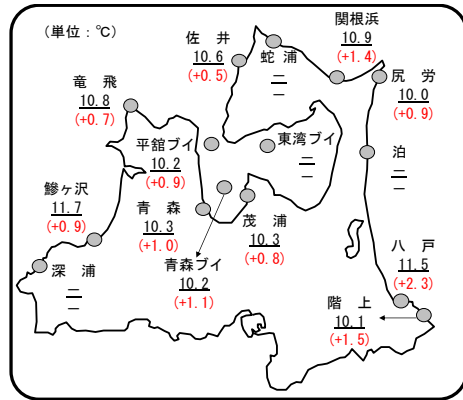 (単位：℃)
関根浜
10.9
(+1.4)
佐 井
10.6
(+0.5)
蛇 浦
--
--
尻 労
10.0
(+0.9)
竜 飛
10.8
(+0.7)
平舘ブイ
10.2
(+0.9)
東湾ブイ
--
--
泊
--
--
鰺ヶ沢
11.7
(+0.9)
青 森
10.3
(+1.0)
茂 浦
10.3
(+0.8)
青森ブイ
10.2
(+1.1)
八 戸
11.5
(+2.3)
深 浦
--
--
階 上
10.1
(+1.5)